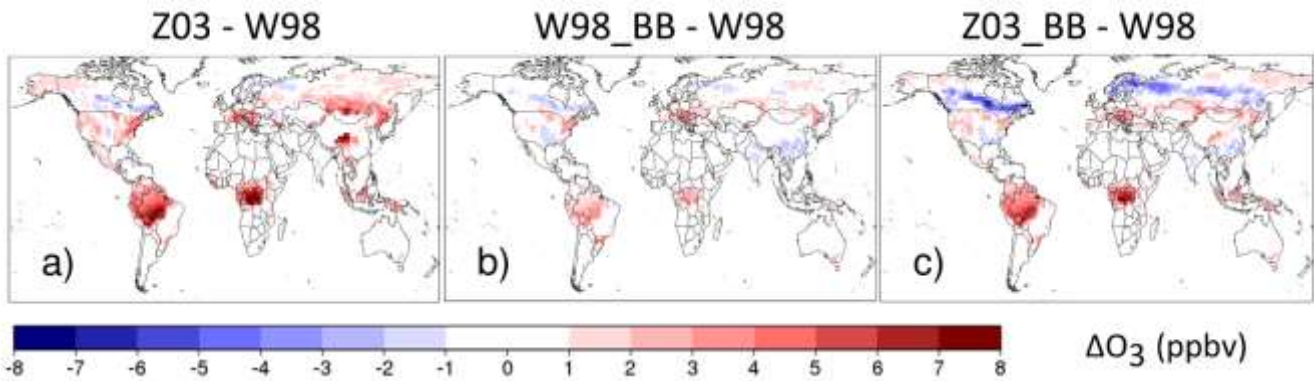 Z03 - W98
W98_BB - W98
Z03_BB - W98
a)
b)
c)
-8 -7 -6 -5 -4 -3 -2 -1 0 1 2 3 4 5 6 7 8
ΔO₃ (ppbv)